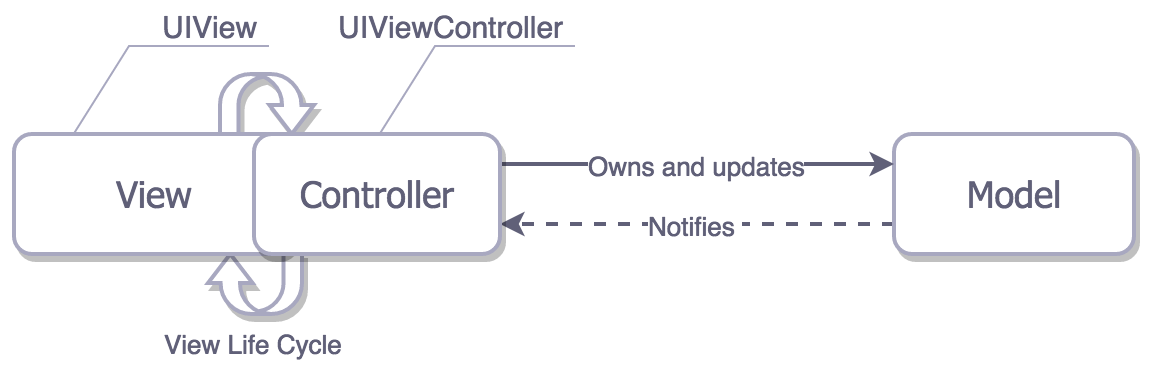 UIView
UIViewController
View
Controller
Owns and updates
Notifies
Model
View Life Cycle